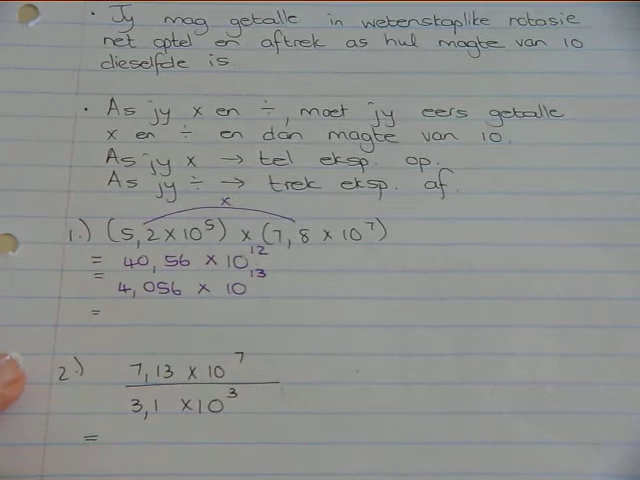 • Jy mag getalle in wetenskaplike notasie
net optel en aftrek as hul magte van 10
dieselfde is.
• As jy x en ÷, moet jy eers getalle
x en ÷ en dan magte van 10.
As jy x → tel eksp. op.
As jy ÷ → trek eksp. af.
x
1.) (5,2 × 10⁵) × (7,8 × 10⁷)
= 40,56 × 10¹²
= 4,056 × 10¹³
=
2.) 7,13 × 10⁷
3,1 × 10³
=